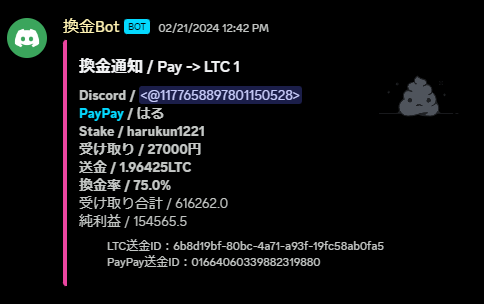 換金Bot BOT 02/21/2024 12:42 PM
換金通知 / Pay -> LTC 1
Discord / <@1177658897801150528>
PayPay / はる
Stake / harukun1221
受け取り / 27000円
送金 / 1.96425LTC
換金率 / 75.0%
受け取り合計 / 616262.0
純利益 / 154565.5
LTC送金ID：6b8d19bf-80bc-4a71-a93f-19fc58ab0fa5
PayPay送金ID：01664060339882319880